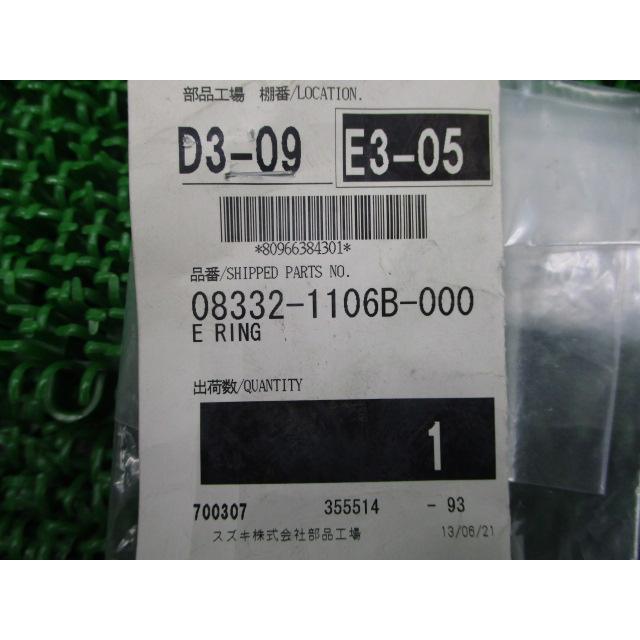 部品工場 棚番/LOCATION.
D3-09 E3-05
*80966384301*
品番/SHIPPED PARTS NO.
08332-1106B-000
E RING
出荷数/QUANTITY
1
700307 355514 - 93
スズキ株式会社部品工場 13/06/21